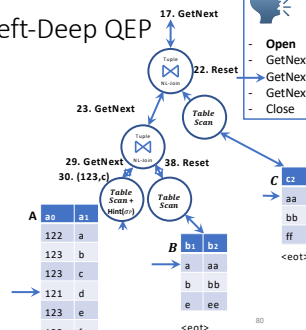 eft-Deep QEP
17. GetNext
- Open
- GetNex
- GetNex
- GetNex
- Close
Tuple
NL-Join
22. Reset
23. GetNext
Table
Scan
Tuple
NL-Join
29. GetNext
38. Reset
30. (123,c)
Table
Scan +
Table
Scan
C c2
aa
bb
ff
<eot>
A a0 a1
122 a
123 b
123 c
121 d
123 e
B b1 b2
a aa
b bb
e ee
<eot>
80